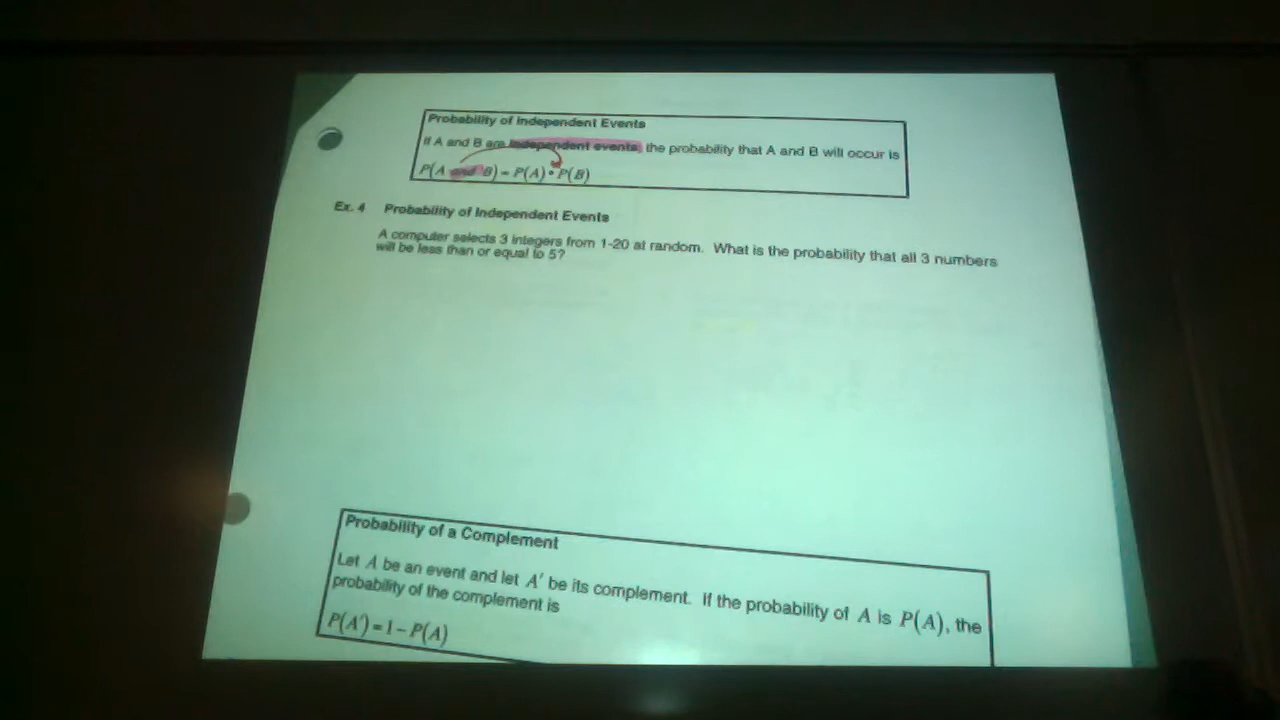 Probability of Independent Events
If A and B are independent events, the probability that A and B will occur is
P(A and B) = P(A) • P(B)
Ex. 4 Probability of Independent Events
A computer selects 3 integers from 1-20 at random. What is the probability that all 3 numbers
will be less than or equal to 5?
Probability of a Complement
Let A be an event and let A' be its complement. If the probability of A is P(A), the
probability of the complement is
P(A') = 1 - P(A)